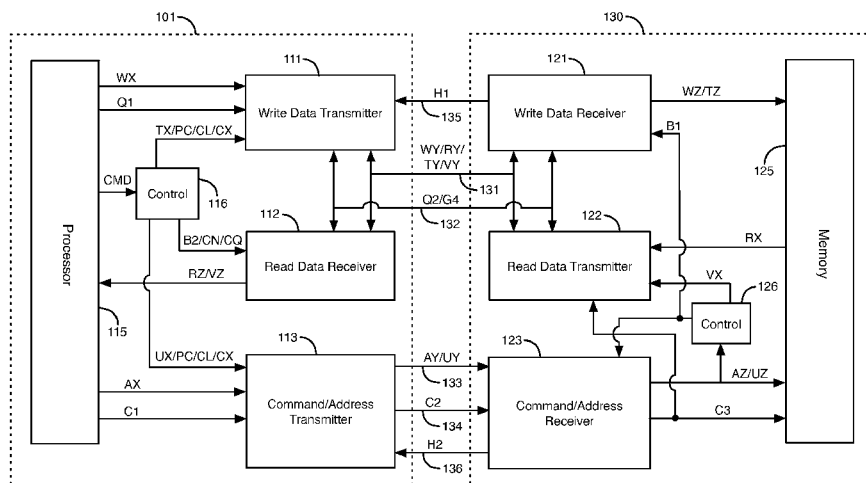 101
130
WX
111
121
Q1
Write Data Transmitter
H1
135
Write Data Receiver
WZ/TZ
TX/PC/CL/CX
WY/RY/
TY/VY
131
B1
125
CMD
Control
116
Q2/G4
132
112
122
B2/CN/CQ
Read Data Receiver
Read Data Transmitter
RX
VX
126
Control
RZ/VZ
Processor
115
Memory
UX/PC/CL/CX
113
AY/UY
133
123
AZ/UZ
AX
Command/Address
Transmitter
C2
134
Command/Address
Receiver
C1
C3
H2
136